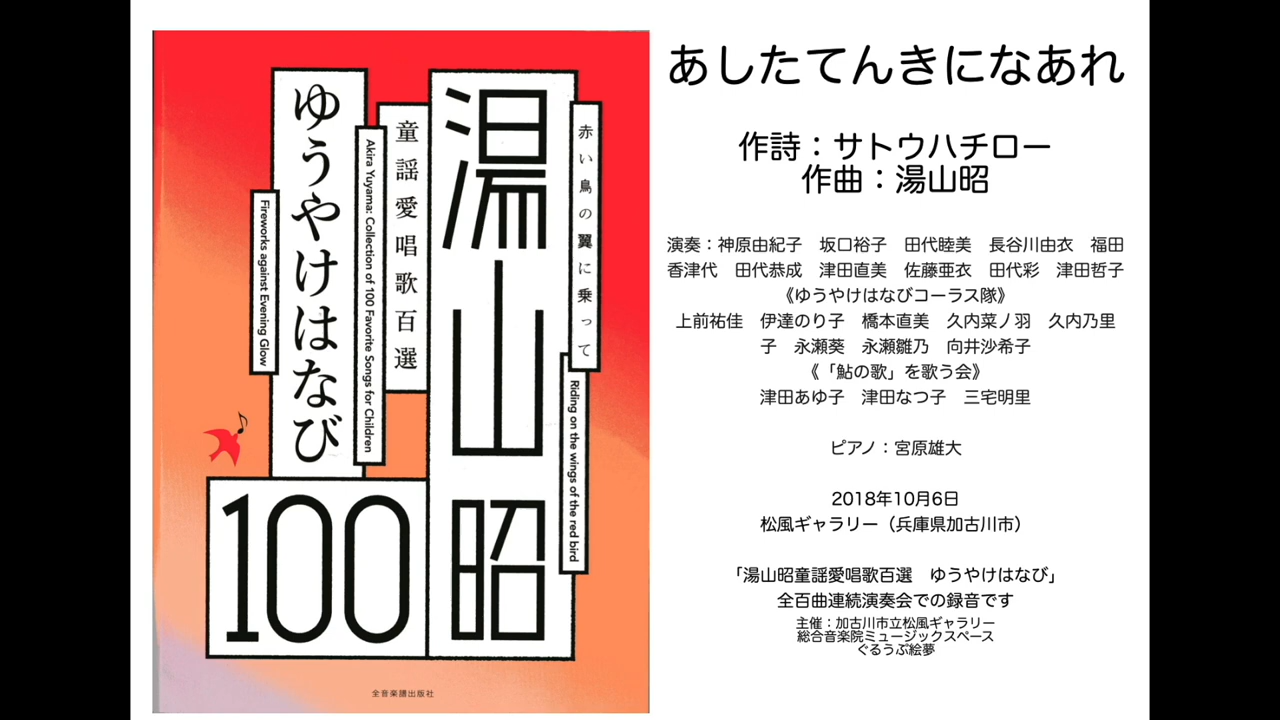 赤い鳥の翼に乗って
湯山昭
Riding on the wings of the red bird
童謡愛唱歌百選
Akira Yuyama: Collection of 100 Favorite Songs for Children
ゆうやけはなび
Fireworks against Evening Glow
100
全音楽譜出版社
あしたてんきになあれ
作詩：サトウハチロー
作曲：湯山昭
演奏：神原由紀子　坂口裕子　田代睦美　長谷川由衣　福田
香津代　田代恭成　津田直美　佐藤亜衣　田代彩　津田哲子
《ゆうやけはなびコーラス隊》
上前祐佳　伊達のり子　橋本直美　久内菜ノ羽　久内乃里
子　永瀬葵　永瀬雛乃　向井沙希子
《「鮎の歌」を歌う会》
津田あゆ子　津田なつ子　三宅明里
ピアノ：宮原雄大
2018年10月6日
松風ギャラリー（兵庫県加古川市）
「湯山昭童謡愛唱歌百選　ゆうやけはなび」
全百曲連続演奏会での録音です
主催：加古川市立松風ギャラリー
総合音楽院ミュージックスペース
ぐるうぷ絵夢